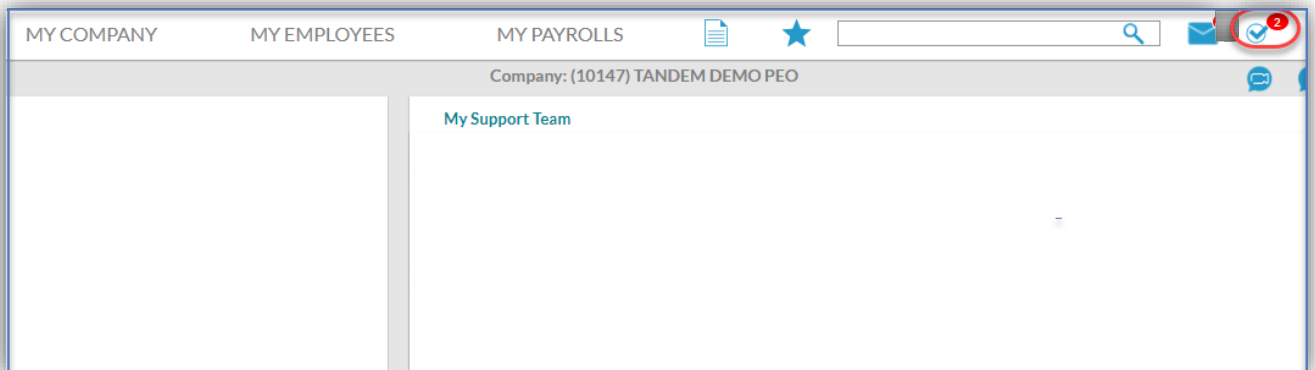 MY COMPANY MY EMPLOYEES MY PAYROLLS 2
Company: (10147) TANDEM DEMO PEO
My Support Team